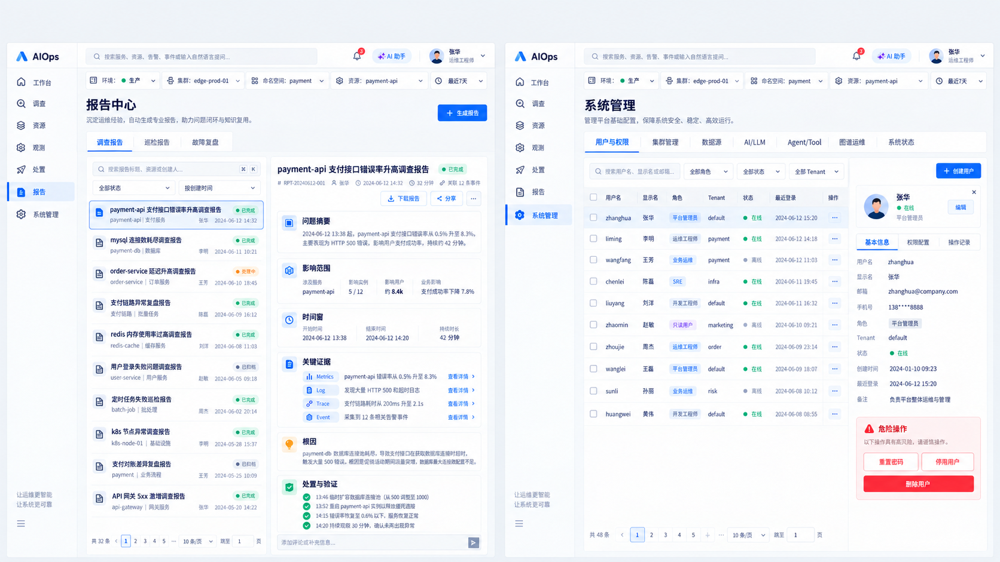 AIOps
搜索服务、资源、告警、事件或输入自然语言提问...
3
AI 助手
张华
运维工程师
工作台
调查
资源
观测
处置
报告
系统管理
让运维更智能
让系统更可靠
环境： 生产
集群：edge-prod-01
命名空间：payment
资源：payment-api
最近7天
报告中心
沉淀运维经验，自动生成专业报告，助力问题闭环与知识复用。
生成报告
调查报告
巡检报告
故障复盘
搜索报告标题、资源或创建人...
⌘ K
全部状态
按创建时间
payment-api 支付接口错误率升高调查报告 已完成
payment-api | 支付服务 张华 2024-06-12 14:32
mysql 连接数耗尽调查报告 已完成
payment-db | 数据库 李明 2024-06-11 10:21
order-service 延迟升高调查报告 处理中
order-service | 订单服务 王芳 2024-06-10 18:45
支付链路异常复盘报告 已完成
支付链路 | 批量任务 陈磊 2024-06-09 16:12
redis 内存使用率过高调查报告 已完成
redis-cache | 缓存服务 刘洋 2024-06-08 11:03
用户登录失败问题调查报告 已归档
user-service | 用户服务 赵敏 2024-06-05 09:18
定时任务失败巡检报告 已完成
batch-job | 批处理 周杰 2024-06-02 20:14
k8s 节点异常调查报告 已完成
k8s-node-01 | 基础设施 李明 2024-05-28 15:37
支付对账差异复盘报告 已归档
payment | 业务流程 王芳 2024-05-25 10:09
API 网关 5xx 激增调查报告 已完成
api-gateway | 网关服务 张华 2024-05-20 14:22
共 32 条 ‹ 1 2 3 4 5 ··· 10 条/页 跳至 1 页
payment-api 支付接口错误率升高调查报告 已完成
# RPT-20240612-001 张华 2024-06-12 14:32 32 分钟 关联 12 条事件
下载报告
分享
···
问题摘要
2024-06-12 13:38 起，payment-api 支付接口错误率从 0.5% 升至 8.3%，
主要表现为 HTTP 500 错误，影响用户支付成功率，持续约 42 分钟。
影响范围
涉及服务 影响实例 影响用户 业务影响
payment-api 5 / 12 约 8.4k 支付成功率下降 7.8%
时间窗
开始时间 结束时间 持续时长
2024-06-12 13:38 2024-06-12 14:20 42 分钟
关键证据
Metrics payment-api 错误率从 0.5% 升至 8.3% 查看详情
Log 发现大量 HTTP 500 和超时日志 查看详情
Trace 支付链路耗时从 200ms 升至 2.1s 查看详情
Event 采集到 12 条相关告警事件 查看详情
根因
payment-db 数据库连接池耗尽，导致支付接口在获取数据库连接时超时，
触发大量 500 错误。根因是促销活动期间流量突增，数据库最大连接数配置不足。
处置与验证
13:46 临时扩容数据库连接池（从 500 调整至 1000）
13:52 重启 payment-api 实例以释放僵死连接
14:15 错误率恢复至 0.6% 以下，服务恢复正常
14:20 持续观察 30 分钟，确认未再出现异常
添加评论或补充信息...
AIOps
搜索服务、资源、告警、事件或输入自然语言提问...
3
AI 助手
张华
运维工程师
工作台
调查
资源
观测
处置
报告
系统管理
让运维更智能
让系统更可靠
环境： 生产
集群：edge-prod-01
命名空间：payment
资源：payment-api
最近7天
系统管理
管理平台基础配置，保障系统安全、稳定、高效运行。
用户与权限
集群管理
数据源
AI/LLM
Agent/Tool
图谱运维
系统状态
搜索用户名、显示名或邮箱...
全部角色
全部状态
全部 Tenant
用户名 显示名 角色 Tenant 状态 最近登录 操作
zhanghua 张华 平台管理员 default 在线 2024-06-12 15:20 ···
liming 李明 运维工程师 payment 在线 2024-06-12 14:18 ···
wangfang 王芳 业务运维 payment 离线 2024-06-12 11:03 ···
chenlei 陈磊 SRE infra 在线 2024-06-11 19:45 ···
liuyang 刘洋 开发工程师 default 在线 2024-06-11 16:32 ···
zhaomin 赵敏 只读用户 marketing 离线 2024-06-10 09:21 ···
zhoujie 周杰 运维工程师 order 在线 2024-06-09 23:14 ···
wanglei 王磊 平台管理员 default 在线 2024-06-09 18:07 ···
sunli 孙丽 业务运维 risk 离线 2024-06-08 10:12 ···
huangwei 黄伟 开发工程师 default 在线 2024-06-08 08:55 ···
共 48 条 ‹ 1 2 3 4 5 ··· 10 条/页 跳至 1 页
创建用户
张华
在线
平台管理员
编辑
基本信息
权限配置
操作记录
用户名 zhanghua
显示名 张华
邮箱 zhanghua@company.com
手机号 138****8888
角色 平台管理员
Tenant default
状态 在线
创建时间 2024-01-10 09:23
最近登录 2024-06-12 15:20
备注 负责平台整体运维与管理
危险操作
以下操作具有高风险，请谨慎操作。
重置密码
停用用户
删除用户